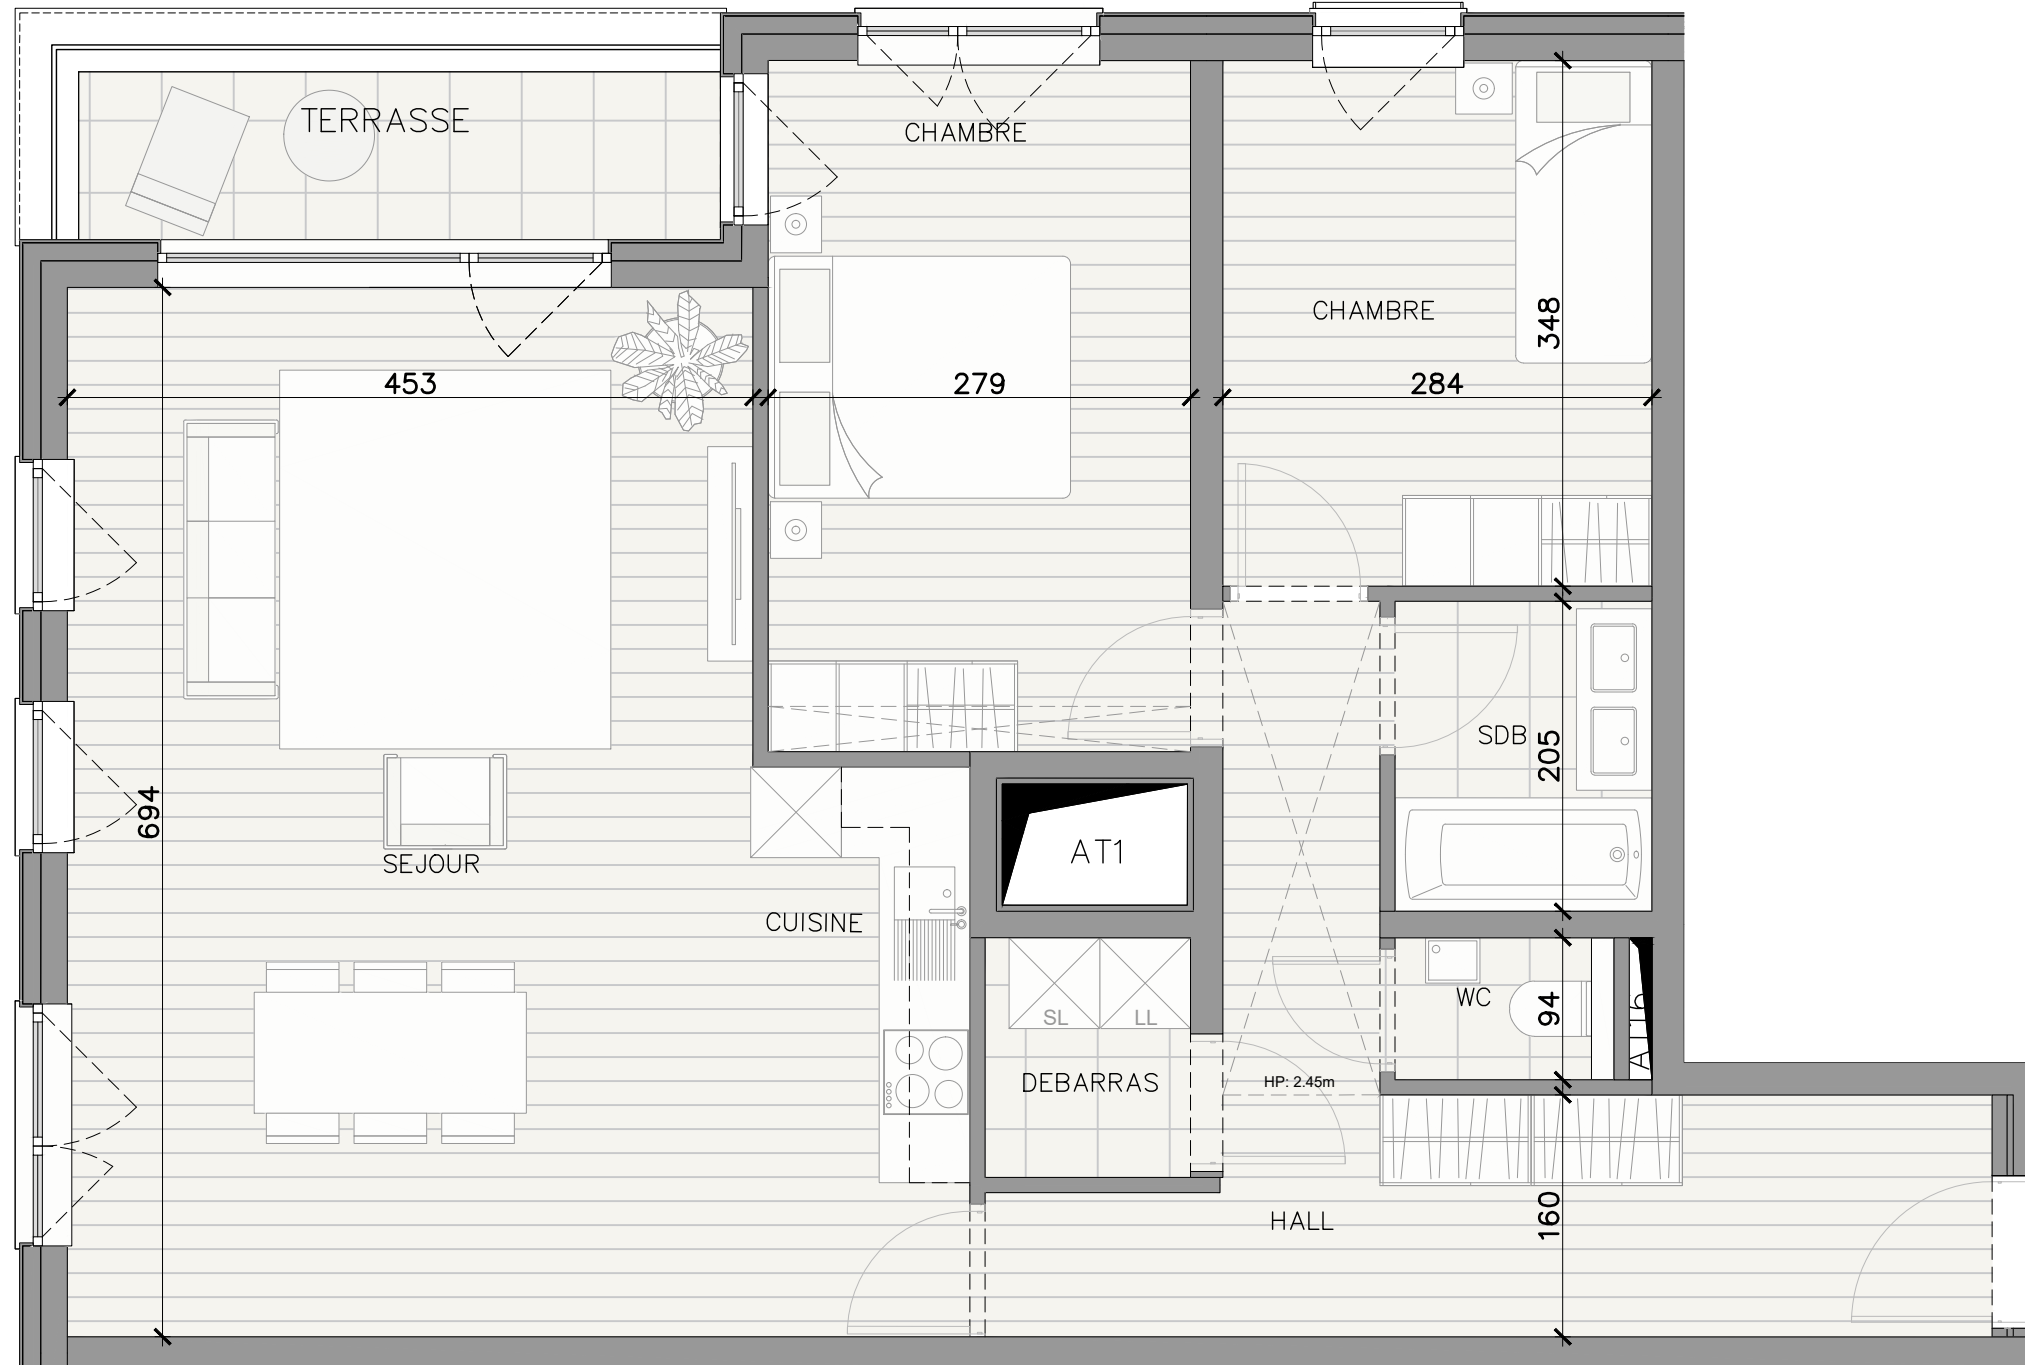 TERRASSE
CHAMBRE
CHAMBRE
348
453
279
284
SDB
205
694
SEJOUR
AT1
CUISINE
WC
94
SL
LL
DEBARRAS
HP: 2.45m
HALL
160